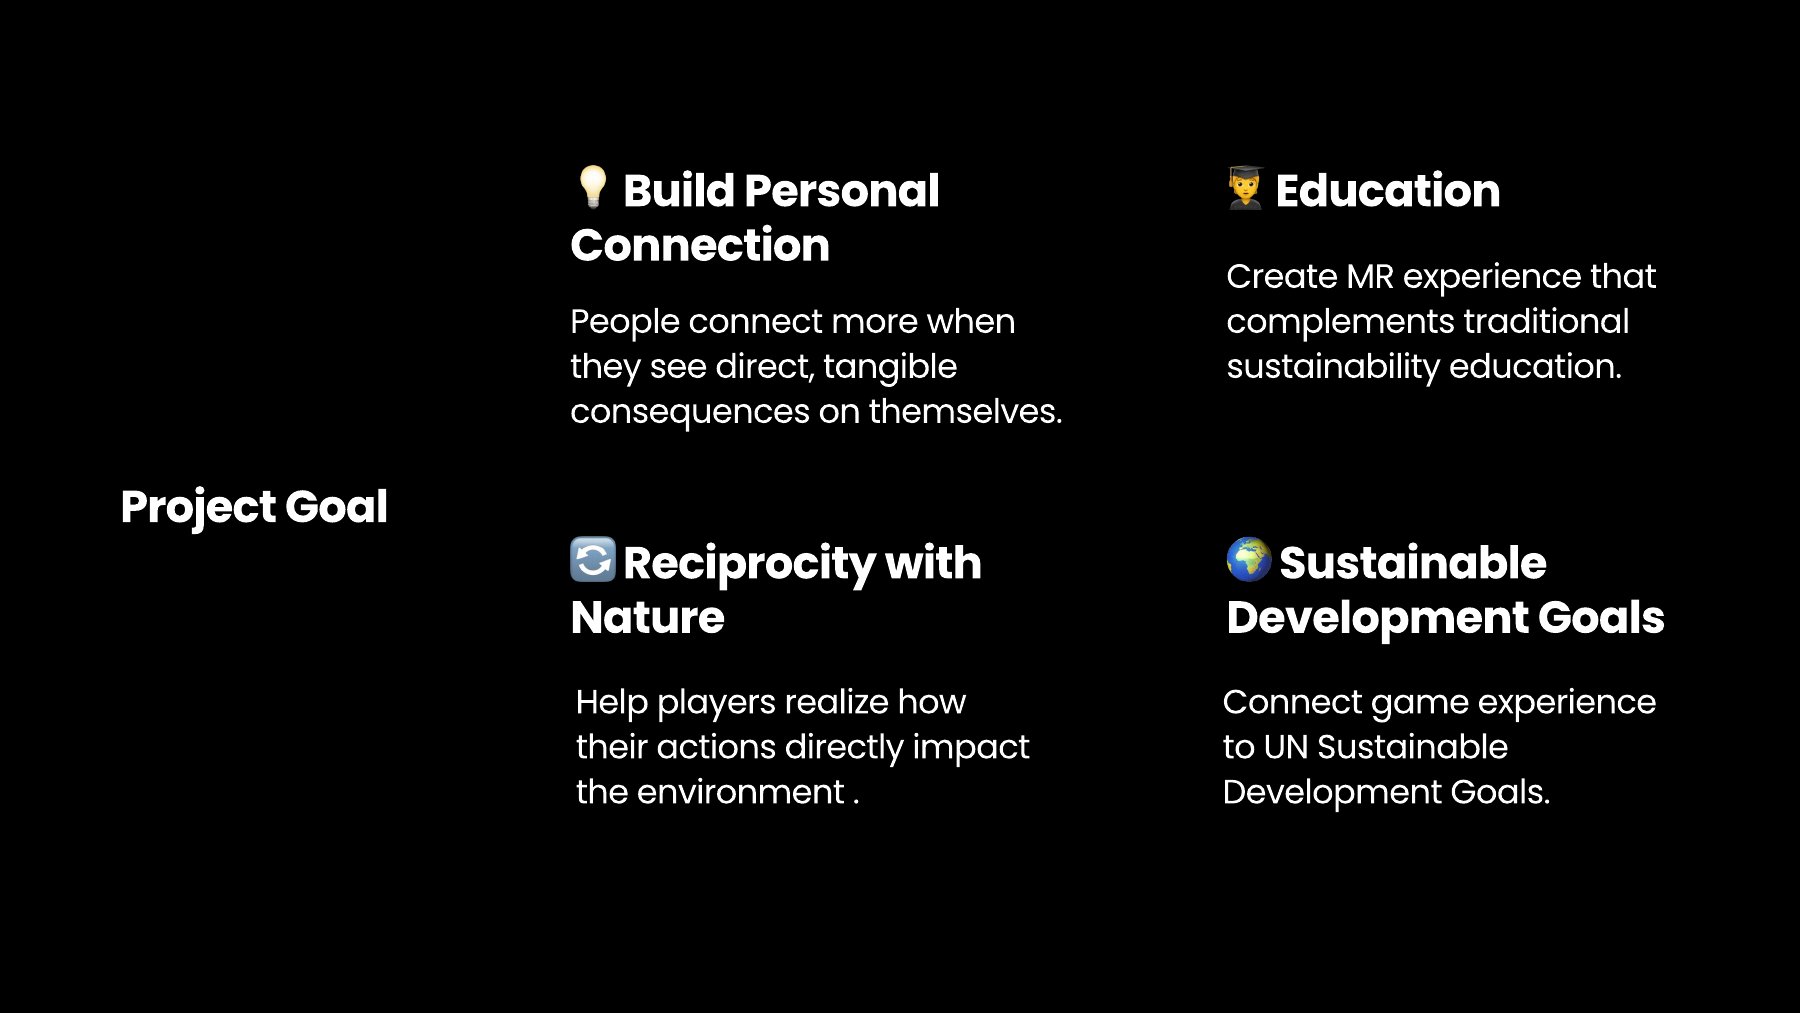 Project Goal
💡 Build Personal
Connection
People connect more when
they see direct, tangible
consequences on themselves.
🧑‍🎓 Education
Create MR experience that
complements traditional
sustainability education.
🔄 Reciprocity with
Nature
Help players realize how
their actions directly impact
the environment .
🌍 Sustainable
Development Goals
Connect game experience
to UN Sustainable
Development Goals.